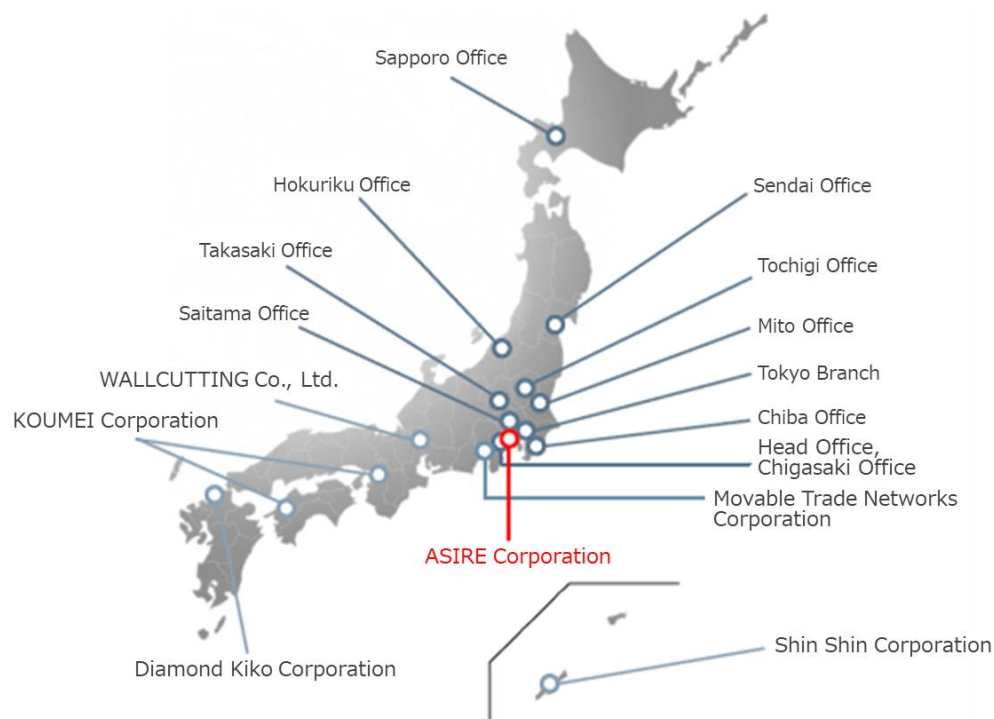 Sapporo Office
Hokuriku Office
Sendai Office
Takasaki Office
Tochigi Office
Saitama Office
Mito Office
WALLCUTTING Co., Ltd.
Tokyo Branch
KOUMEI Corporation
Chiba Office
Head Office,
Chigasaki Office
Movable Trade Networks
Corporation
ASIRE Corporation
Shin Shin Corporation
Diamond Kiko Corporation